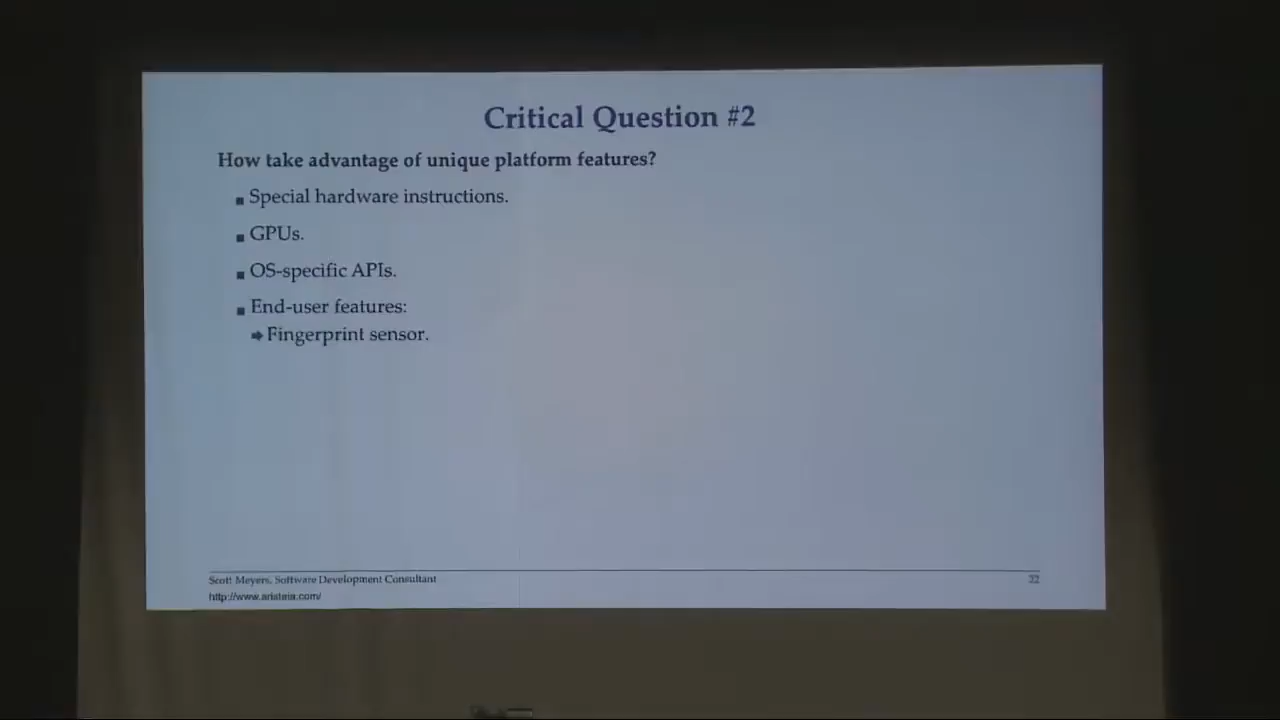 Critical Question #2
How take advantage of unique platform features?
■ Special hardware instructions.
■ GPUs.
■ OS-specific APIs.
■ End-user features:
➡ Fingerprint sensor.
Scott Meyers, Software Development Consultant
22
http://www.aristeia.com/